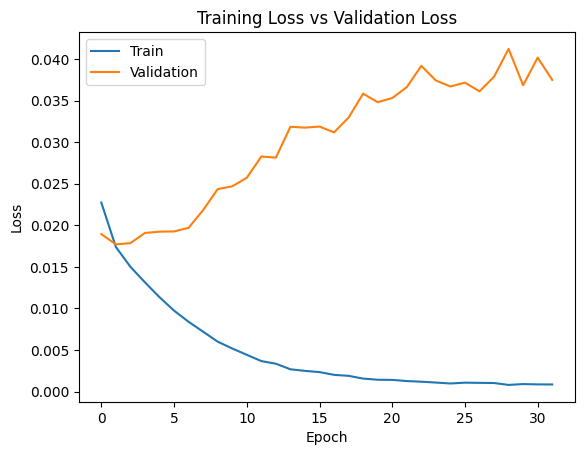 Training Loss vs Validation Loss
Train
Validation
0.040
0.035
0.030
0.025
0.020
0.015
0.010
0.005
0.000
Loss
0 5 10 15 20 25 30
Epoch